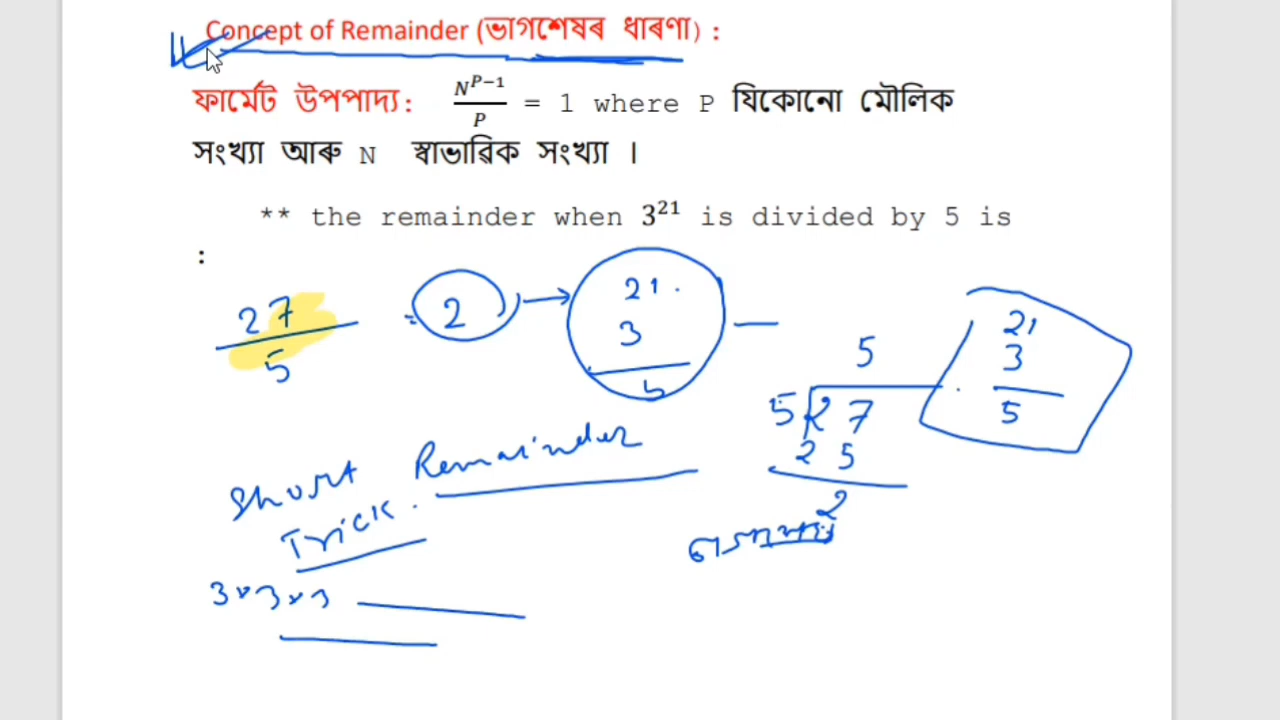 Concept of Remainder (ভাগশেষৰ ধাৰণা) :
ফাৰ্মেট উপপাদ্য: N^{P−1}/P = 1 where P যিকোনো মৌলিক
সংখ্যা আৰু N স্বাভাৱিক সংখ্যা ।
** the remainder when 3^{21} is divided by 5 is
:
27/5 = 2 → 3^{21}/5
5
5 27
25
2
3^{21}/5
Short Remainder
Trick.
3×3×3